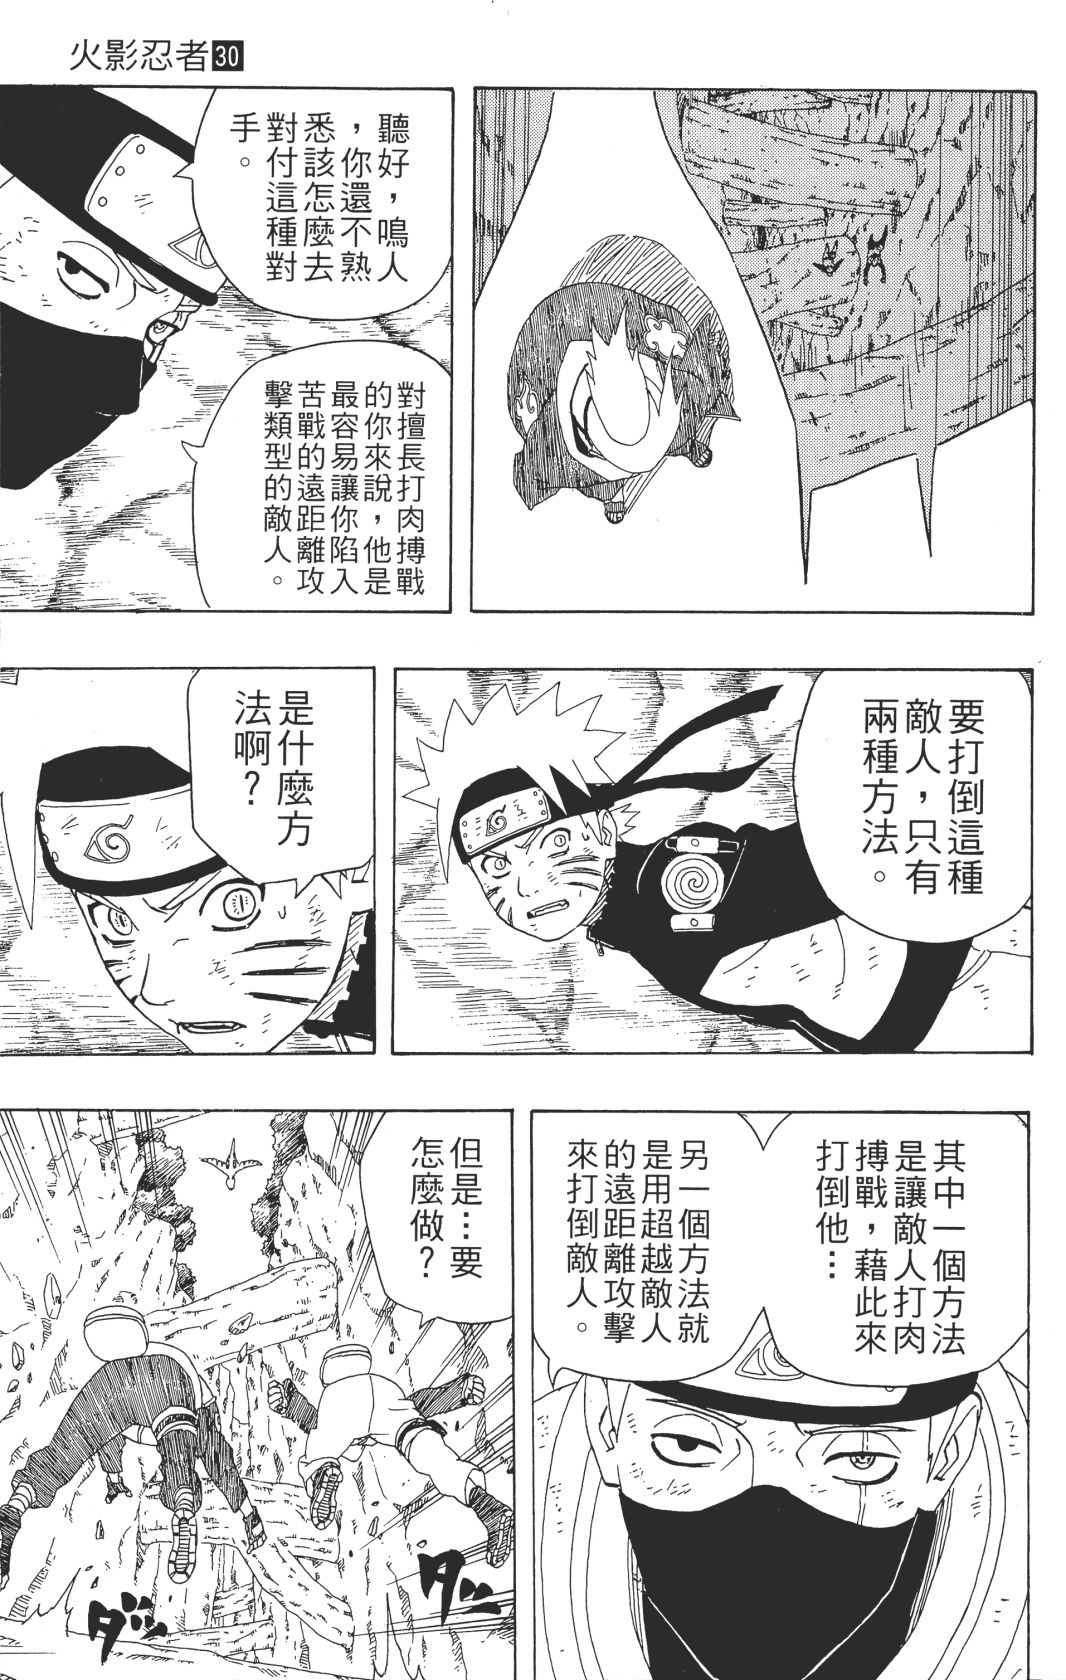 火影忍者30
聽好，鳴人
，你還不熟
悉該怎麼去
對付這種對
手。
對擅長打肉搏戰
的你來說，他是
最容易讓你陷入
苦戰的遠距離攻
擊類型的敵人。
要打倒這種
敵人，只有
兩種方法。
是什麼方
法啊？
其中一個方法
是讓敵人打肉
搏戰，藉此來
打倒他…
另一個方法就
是用超越敵人
的遠距離攻擊
來打倒敵人。
但是…要
怎麼做？
ダッ
ダッ